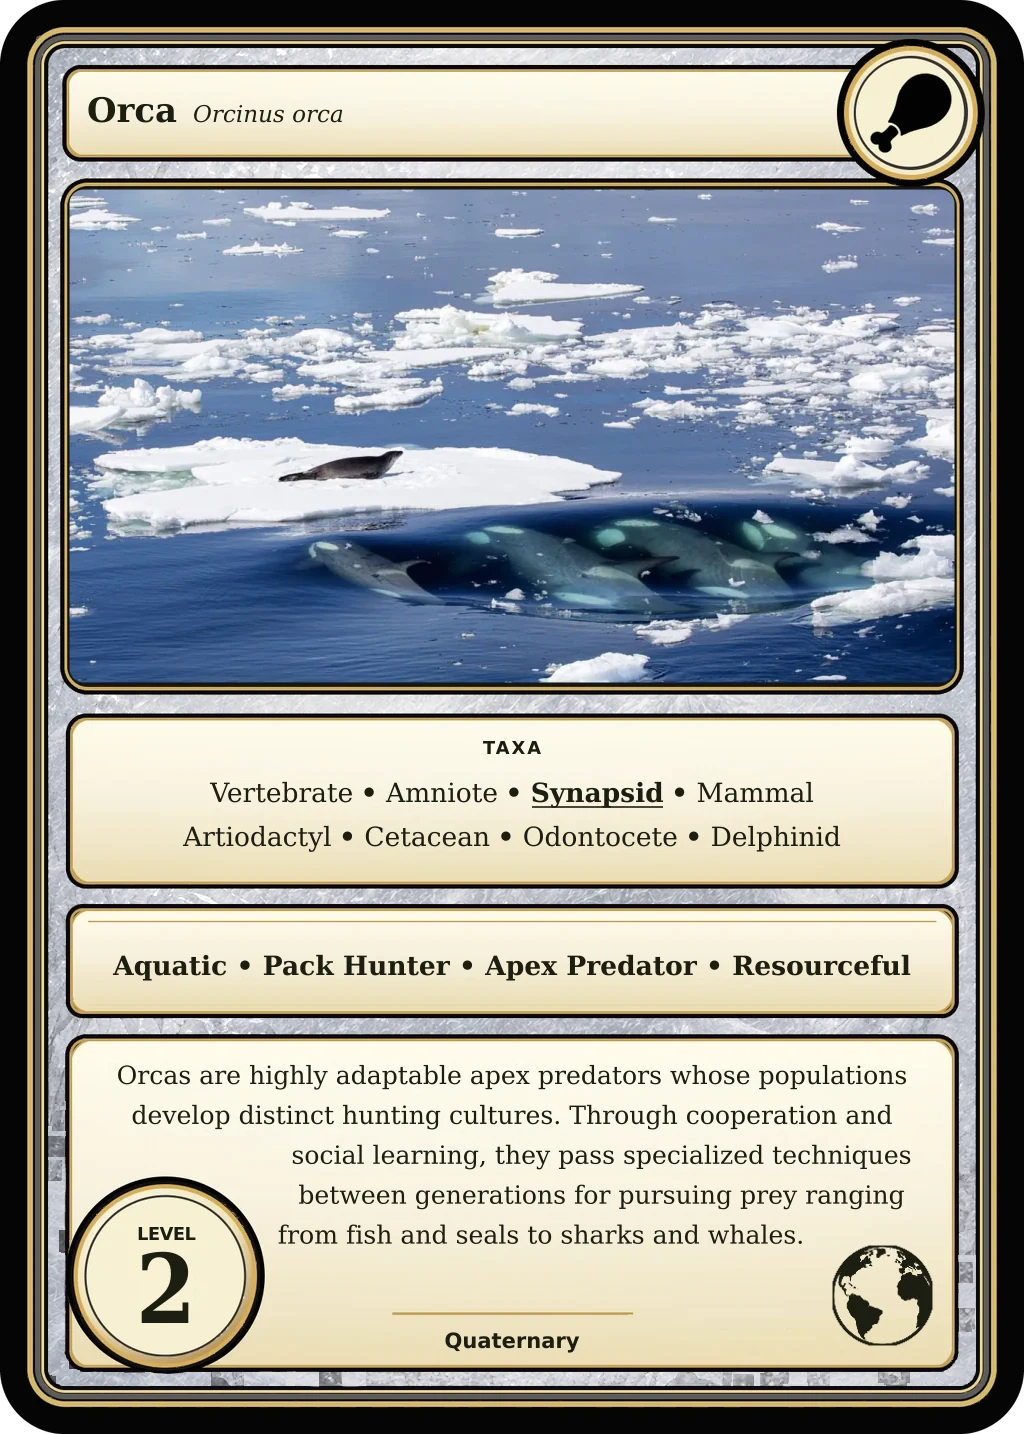 Orca Orcinus orca
TAXA
Vertebrate • Amniote • Synapsid • Mammal
Artiodactyl • Cetacean • Odontocete • Delphinid
Aquatic • Pack Hunter • Apex Predator • Resourceful
Orcas are highly adaptable apex predators whose populations
develop distinct hunting cultures. Through cooperation and
social learning, they pass specialized techniques
between generations for pursuing prey ranging
from fish and seals to sharks and whales.
LEVEL
2
Quaternary